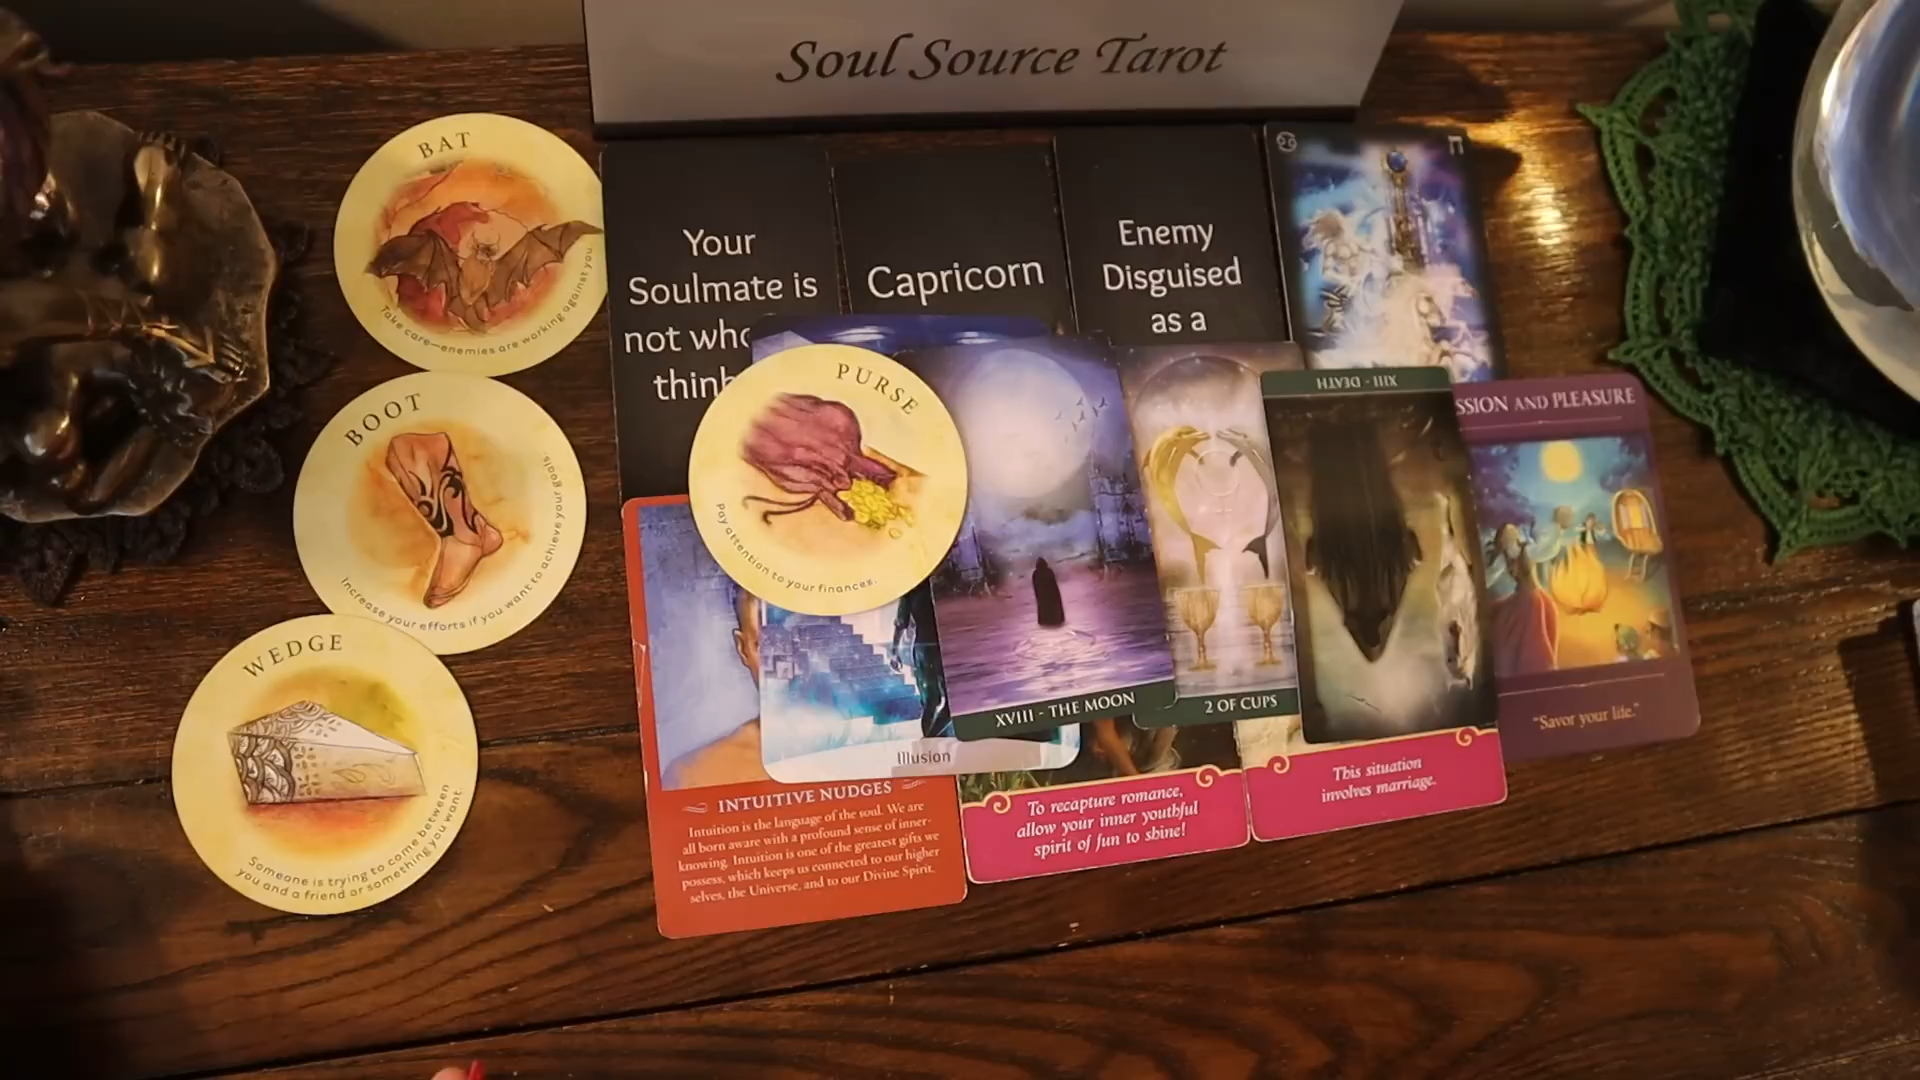 Soul Source Tarot
BAT
Take care—enemies are working against you
BOOT
Increase your efforts if you want to achieve your goals.
WEDGE
Someone is trying to come between
you and a friend or something you want.
Your
Soulmate is
not
Capricorn
Enemy
Disguised
as a
PURSE
Pay attention to your finances.
XVIII - THE MOON
2 OF CUPS
XIII - DEATH
AND PLEASURE
"Savor your life."
Illusion
INTUITIVE NUDGES
Intuition is the language of the soul. We are
all born aware with a profound sense of inner-
knowing. Intuition is one of the greatest gifts we
possess, which keeps us connected to our higher
selves, the Universe, and to our Divine Spirit.
To recapture romance,
allow your inner youthful
spirit of fun to shine!
This situation
involves marriage.